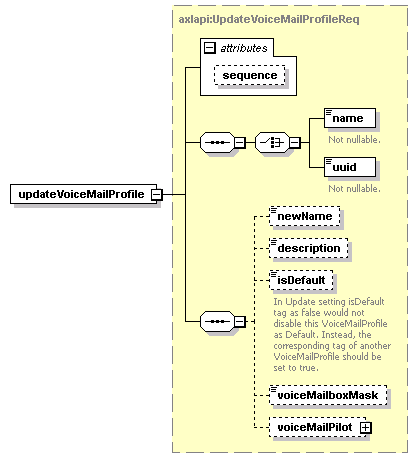 axlapi:UpdateVoiceMailProfileReq
attributes
sequence
name
Not nullable.
uuid
Not nullable.
updateVoiceMailProfile
newName
description
isDefault
In Update setting isDefault
tag as false would not
disable this VoiceMailProfile
as Default. Instead, the
corresponding tag of another
VoiceMailProfile should be
set to true.
voiceMailboxMask
voiceMailPilot